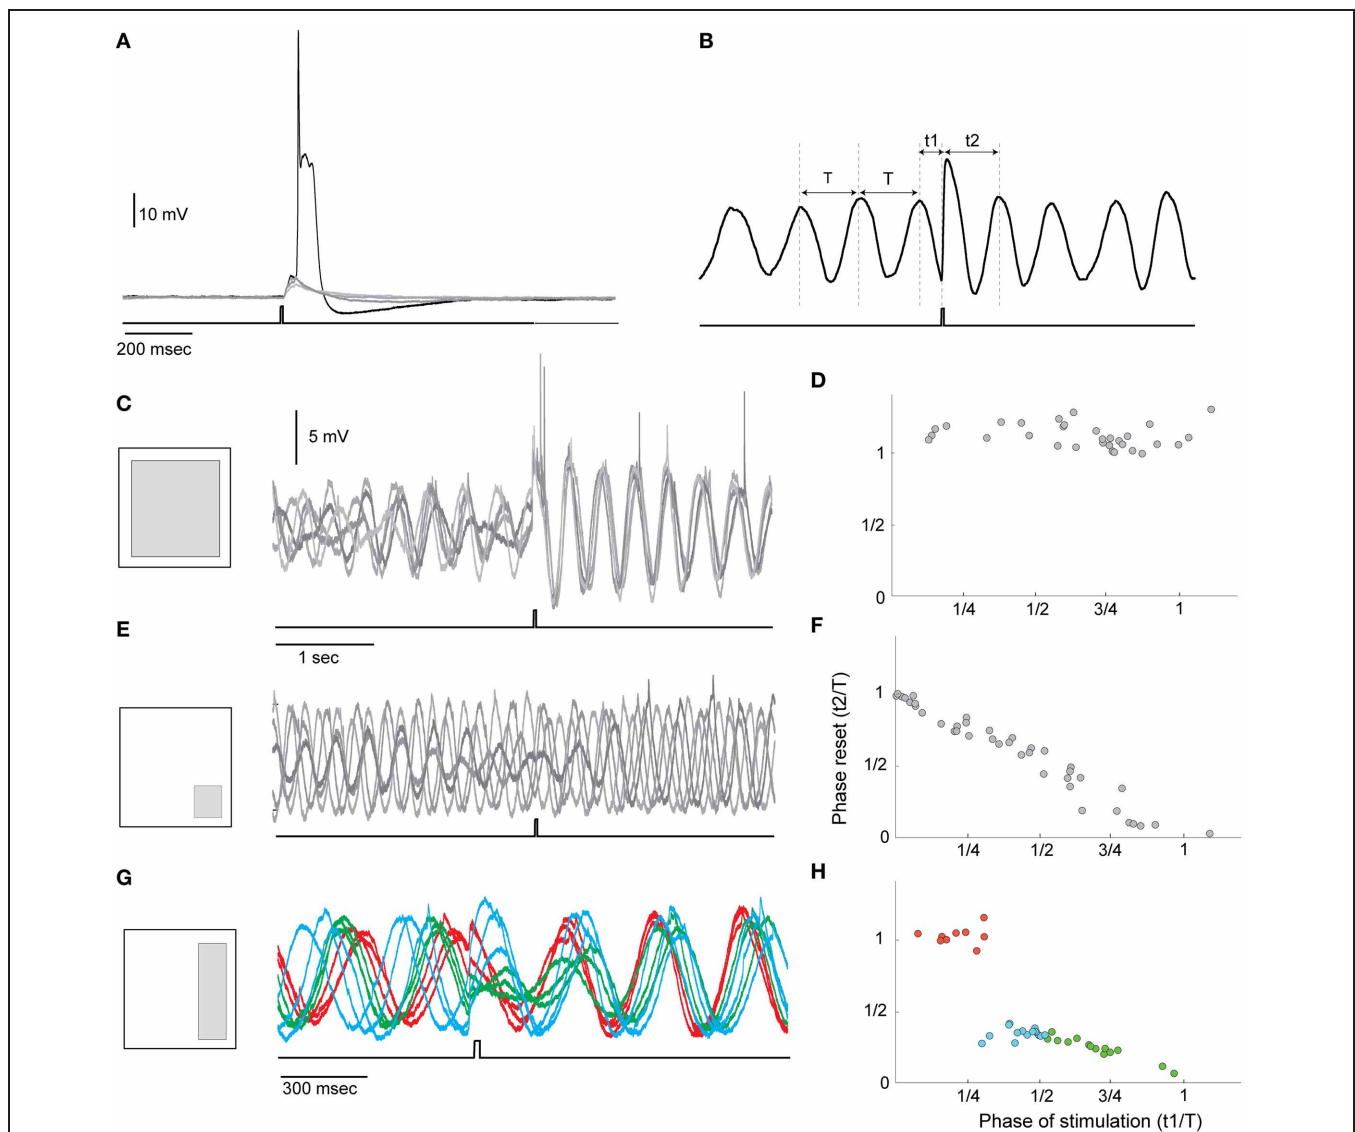 A
B
t1
t2
T
T
10 mV
200 msec
C
D
5 mV
1
1/2
0
1/4
1/2
3/4
1
E
F
1 sec
Phase reset (t2/T)
1
1/2
0
1/4
1/2
3/4
1
G
H
1
1/2
0
1/4
1/2
3/4
1
300 msec
Phase of stimulation (t1/T)